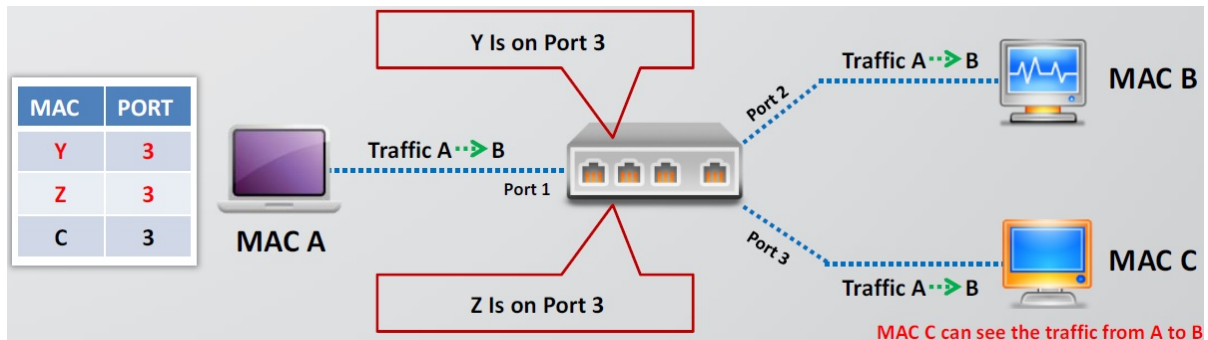 Y Is on Port 3
MAC PORT
Y 3
Z 3
C 3
Traffic A ··> B
Port 1
MAC A
Port 2
Traffic A ··> B
MAC B
Port 3
Traffic A ··> B
MAC C
Z Is on Port 3
MAC C can see the traffic from A to B